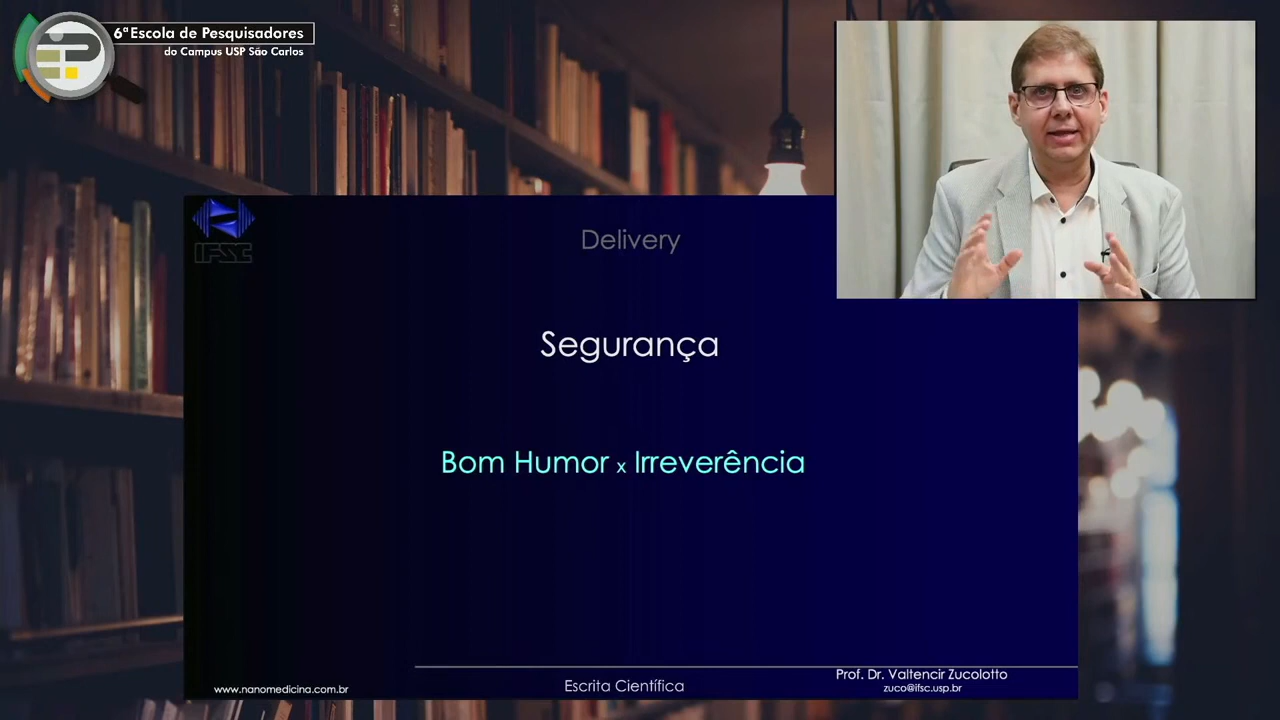 6ª Escola de Pesquisadores
do Campus USP São Carlos
IFSC
Delivery
Segurança
Bom Humor x Irreverência
www.nanomedicina.com.br
Escrita Científica
Prof. Dr. Valtencir Zucolotto
zuco@ifsc.usp.br